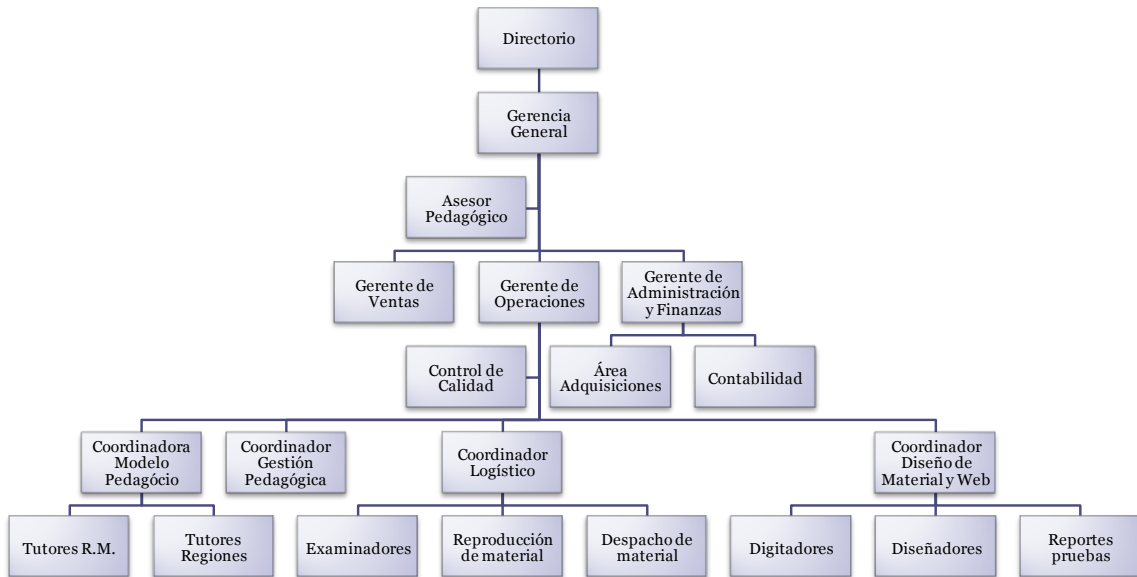 Directorio
Gerencia
General
Asesor
Pedagógico
Gerente de
Ventas
Gerente de
Operaciones
Gerente de
Administración
y Finanzas
Control de
Calidad
Área
Adquisiciones
Contabilidad
Coordinadora
Modelo
Pedagócio
Coordinador
Gestión
Pedagógica
Coordinador
Logístico
Coordinador
Diseño de
Material y Web
Tutores R.M.
Tutores
Regiones
Examinadores
Reproducción
de material
Despacho de
material
Digitadores
Diseñadores
Reportes
pruebas